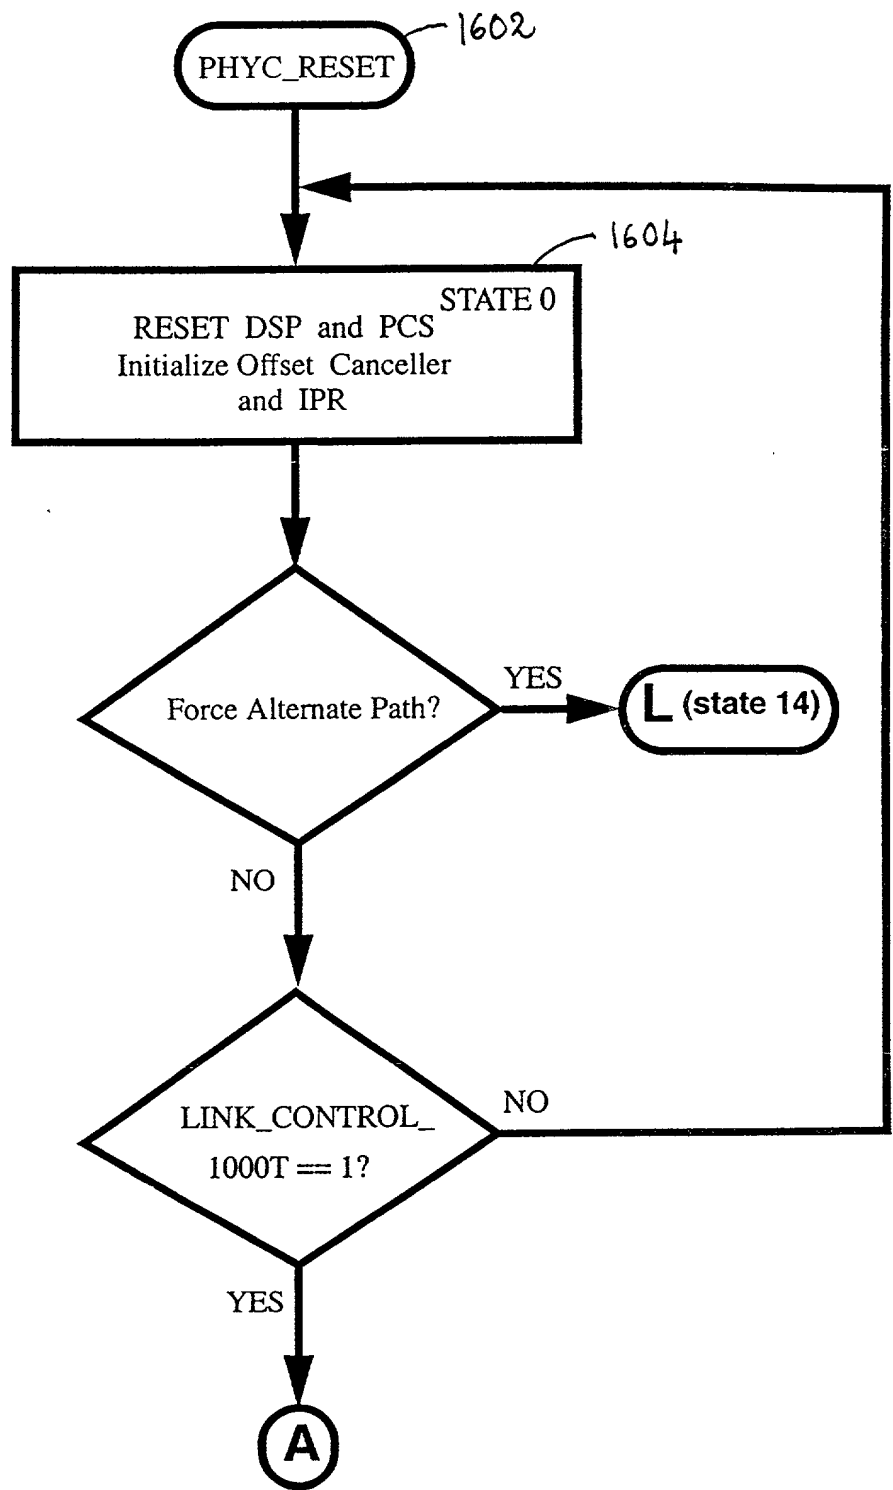 1602
PHYC_RESET
1604
STATE 0
RESET DSP and PCS
Initialize Offset Canceller
and IPR
Force Alternate Path?
YES
L (state 14)
NO
LINK_CONTROL_
1000T == 1?
NO
YES
A